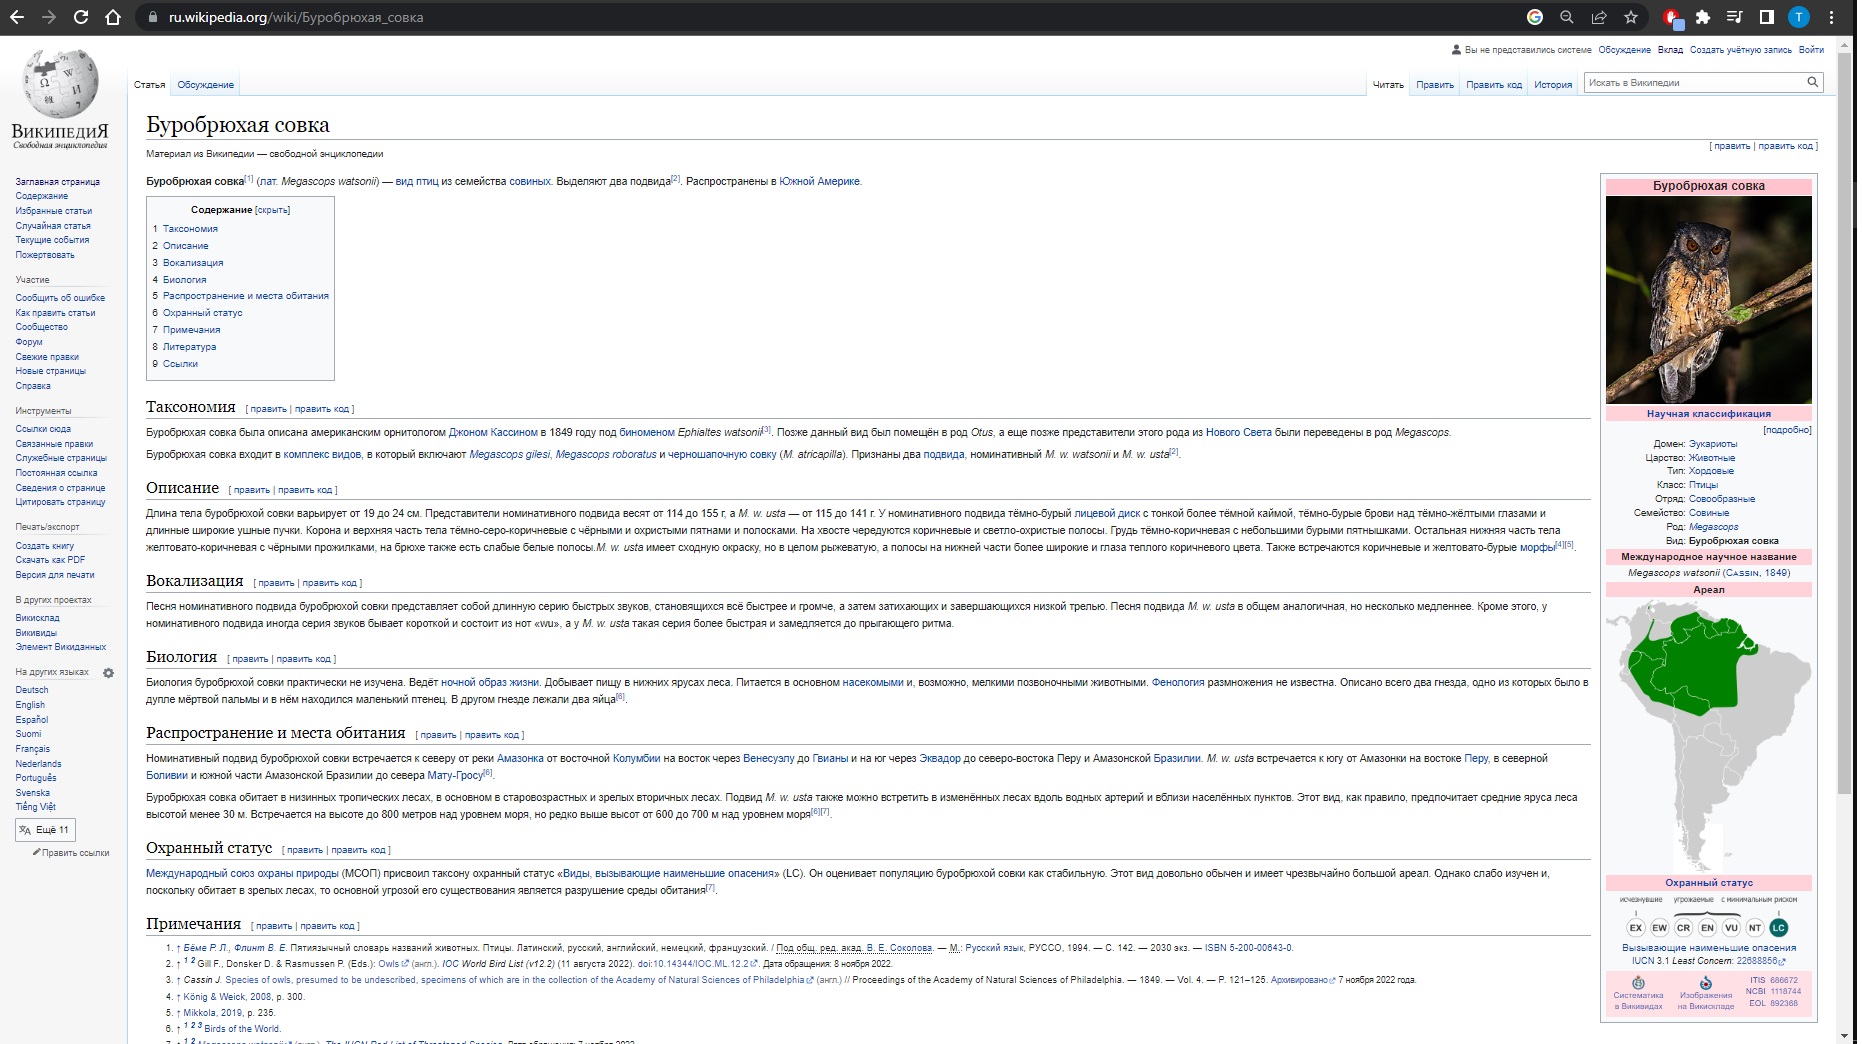 ru.wikipedia.org/wiki/Буробрюхая_совка
T
Вы не представились системе Обсуждение Вклад Создать учётную запись Войти
Статья Обсуждение Читать Править Править код История Искать в Википедии
ВИКИПЕДИЯ
Свободная энциклопедия
Заглавная страница
Содержание
Избранные статьи
Случайная статья
Текущие события
Пожертвовать
Участие
Сообщить об ошибке
Как править статьи
Сообщество
Форум
Свежие правки
Новые страницы
Справка
Инструменты
Ссылки сюда
Связанные правки
Служебные страницы
Постоянная ссылка
Сведения о странице
Цитировать страницу
Печать/экспорт
Создать книгу
Скачать как PDF
Версия для печати
В других проектах
Викисклад
Викивиды
Элемент Викиданных
На других языках
Deutsch
English
Español
Suomi
Français
Nederlands
Português
Svenska
Tiếng Việt
Ещё 11
Править ссылки
Буробрюхая совка
[ править | править код ]
Материал из Википедии — свободной энциклопедии
Буробрюхая совка[1] (лат. Megascops watsonii) — вид птиц из семейства совиных. Выделяют два подвида[2]. Распространены в Южной Америке.
Содержание [скрыть]
1 Таксономия
2 Описание
3 Вокализация
4 Биология
5 Распространение и места обитания
6 Охранный статус
7 Примечания
8 Литература
9 Ссылки
Таксономия [ править | править код ]
Буробрюхая совка была описана американским орнитологом Джоном Кассином в 1849 году под биноменом Ephialtes watsonii[3]. Позже данный вид был помещён в род Otus, а еще позже представители этого рода из Нового Света были переведены в род Megascops.
Буробрюхая совка входит в комплекс видов, в который включают Megascops gilesi, Megascops roboratus и черношапочную совку (M. atricapilla). Признаны два подвида, номинативный M. w. watsonii и M. w. usta[2].
Описание [ править | править код ]
Длина тела буробрюхой совки варьирует от 19 до 24 см. Представители номинативного подвида весят от 114 до 155 г, а M. w. usta — от 115 до 141 г. У номинативного подвида тёмно-бурый лицевой диск с тонкой более тёмной каймой, тёмно-бурые брови над тёмно-жёлтыми глазами и
длинные широкие ушные пучки. Корона и верхняя часть тела тёмно-серо-коричневые с чёрными и охристыми пятнами и полосками. На хвосте чередуются коричневые и светло-охристые полосы. Грудь тёмно-коричневая с небольшими бурыми пятнышками. Остальная нижняя часть тела
желтовато-коричневая с чёрными прожилками, на брюхе также есть слабые белые полосы.M. w. usta имеет сходную окраску, но в целом рыжеватую, а полосы на нижней части более широкие и глаза теплого коричневого цвета. Также встречаются коричневые и желтовато-бурые морфы[4][5].
Вокализация [ править | править код ]
Песня номинативного подвида буробрюхой совки представляет собой длинную серию быстрых звуков, становящихся всё быстрее и громче, а затем затихающих и завершающихся низкой трелью. Песня подвида M. w. usta в общем аналогичная, но несколько медленнее. Кроме этого, у
номинативного подвида иногда серия звуков бывает короткой и состоит из нот «wu», а у M. w. usta такая серия более быстрая и замедляется до прыгающего ритма.
Биология [ править | править код ]
Биология буробрюхой совки практически не изучена. Ведёт ночной образ жизни. Добывает пищу в нижних ярусах леса. Питается в основном насекомыми и, возможно, мелкими позвоночными животными. Фенология размножения не известна. Описано всего два гнезда, одно из которых было в
дупле мёртвой пальмы и в нём находился маленький птенец. В другом гнезде лежали два яйца[6].
Распространение и места обитания [ править | править код ]
Номинативный подвид буробрюхой совки встречается к северу от реки Амазонка от восточной Колумбии на восток через Венесуэлу до Гвианы и на юг через Эквадор до северо-востока Перу и Амазонской Бразилии. M. w. usta встречается к югу от Амазонки на востоке Перу, в северной
Боливии и южной части Амазонской Бразилии до севера Мату-Гросу[6].
Буробрюхая совка обитает в низинных тропических лесах, в основном в старовозрастных и зрелых вторичных лесах. Подвид M. w. usta также можно встретить в изменённых лесах вдоль водных артерий и вблизи населённых пунктов. Этот вид, как правило, предпочитает средние яруса леса
высотой менее 30 м. Встречается на высоте до 800 метров над уровнем моря, но редко выше высот от 600 до 700 м над уровнем моря[6][7].
Охранный статус [ править | править код ]
Международный союз охраны природы (МСОП) присвоил таксону охранный статус «Виды, вызывающие наименьшие опасения» (LC). Он оценивает популяцию буробрюхой совки как стабильную. Этот вид довольно обычен и имеет чрезвычайно большой ареал. Однако слабо изучен и,
поскольку обитает в зрелых лесах, то основной угрозой его существования является разрушение среды обитания[7].
Примечания [ править | править код ]
1. ↑ Бёме Р. Л., Флинт В. Е. Пятиязычный словарь названий животных. Птицы. Латинский, русский, английский, немецкий, французский. / Под общ. ред. акад. В. Е. Соколова. — М.: Русский язык, РУССО, 1994. — С. 142. — 2030 экз. — ISBN 5-200-00643-0.
2. ↑ 1 2 Gill F., Donsker D. & Rasmussen P. (Eds.): Owls (англ.). IOC World Bird List (v12.2) (11 августа 2022). doi:10.14344/IOC.ML.12.2. Дата обращения: 8 ноября 2022.
3. ↑ Cassin J. Species of owls, presumed to be undescribed, specimens of which are in the collection of the Academy of Natural Sciences of Philadelphia (англ.) // Proceedings of the Academy of Natural Sciences of Philadelphia. — 1849. — Vol. 4. — P. 121–125. Архивировано 7 ноября 2022 года.
4. ↑ König & Weick, 2008, p. 300.
5. ↑ Mikkola, 2019, p. 235.
6. ↑ 1 2 3 Birds of the World.
Буробрюхая совка
Научная классификация
[подробно]
Домен: Эукариоты
Царство: Животные
Тип: Хордовые
Класс: Птицы
Отряд: Совообразные
Семейство: Совиные
Род: Megascops
Вид: Буробрюхая совка
Международное научное название
Megascops watsonii (Cassin, 1849)
Ареал
Охранный статус
исчезнувшие угрожаемые с минимальным риском
EX EW CR EN VU NT LC
Вызывающие наименьшие опасения
IUCN 3.1 Least Concern: 22688856
Систематика
в Викивидах
Изображения
на Викискладе
ITIS 686672
NCBI 1118744
EOL 892368